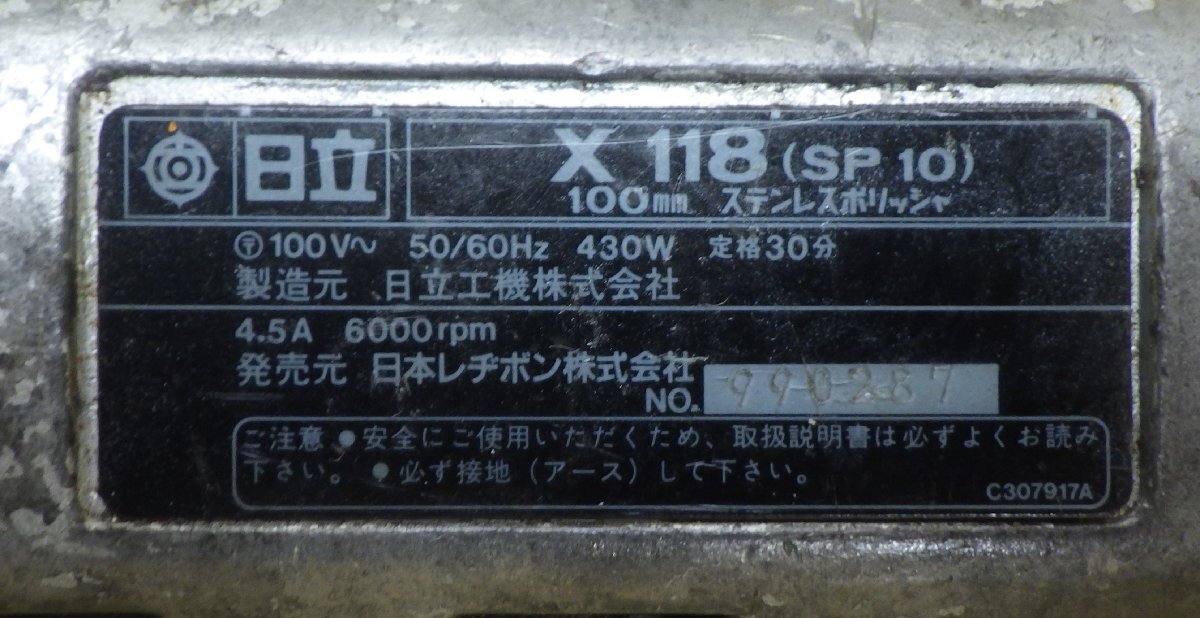 日立
X 118 (SP 10)
100mm ステンレスポリッシャ
〒 100V～ 50/60Hz 430W 定格30分
製造元 日立工機株式会社
4.5A 6000rpm
発売元 日本レヂボン株式会社
NO. 990287
ご注意 ●安全にご使用いただくため、取扱説明書は必ずよくお読み
下さい。 ●必ず接地（アース）して下さい。
C307917A